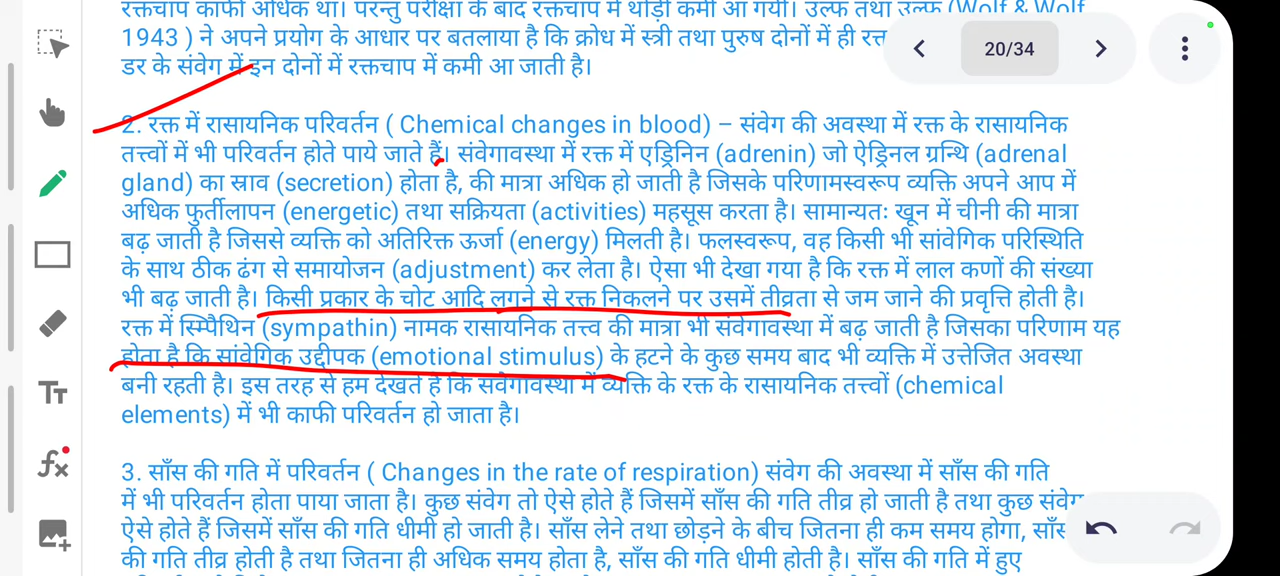 रक्तचाप काफी अधिक था। परन्तु परीक्षा के बाद रक्तचाप में थोड़ी कमी आ गयी। उल्फ तथा उल्फ (Wolf & Wolf
1943 ) ने अपने प्रयोग के आधार पर बतलाया है कि क्रोध में स्त्री तथा पुरुष दोनों में ही रक्त
डर के संवेग में इन दोनों में रक्तचाप में कमी आ जाती है।
20/34
2. रक्त में रासायनिक परिवर्तन ( Chemical changes in blood) – संवेग की अवस्था में रक्त के रासायनिक
तत्त्वों में भी परिवर्तन होते पाये जाते हैं। संवेगावस्था में रक्त में एड्रिनिन (adrenin) जो ऐड्रिनल ग्रन्थि (adrenal
gland) का स्राव (secretion) होता है, की मात्रा अधिक हो जाती है जिसके परिणामस्वरूप व्यक्ति अपने आप में
अधिक फुर्तीलापन (energetic) तथा सक्रियता (activities) महसूस करता है। सामान्यतः खून में चीनी की मात्रा
बढ़ जाती है जिससे व्यक्ति को अतिरिक्त ऊर्जा (energy) मिलती है। फलस्वरूप, वह किसी भी सांवेगिक परिस्थिति
के साथ ठीक ढंग से समायोजन (adjustment) कर लेता है। ऐसा भी देखा गया है कि रक्त में लाल कणों की संख्या
भी बढ़ जाती है। किसी प्रकार के चोट आदि लगने से रक्त निकलने पर उसमें तीव्रता से जम जाने की प्रवृत्ति होती है।
रक्त में स्म्पैथिन (sympathin) नामक रासायनिक तत्त्व की मात्रा भी संवेगावस्था में बढ़ जाती है जिसका परिणाम यह
होता है कि सांवेगिक उद्दीपक (emotional stimulus) के हटने के कुछ समय बाद भी व्यक्ति में उत्तेजित अवस्था
बनी रहती है। इस तरह से हम देखते है कि संवेगावस्था में व्यक्ति के रक्त के रासायनिक तत्त्वों (chemical
elements) में भी काफी परिवर्तन हो जाता है।
3. साँस की गति में परिवर्तन ( Changes in the rate of respiration) संवेग की अवस्था में साँस की गति
में भी परिवर्तन होता पाया जाता है। कुछ संवेग तो ऐसे होते हैं जिसमें साँस की गति तीव्र हो जाती है तथा कुछ संवेग
ऐसे होते हैं जिसमें साँस की गति धीमी हो जाती है। साँस लेने तथा छोड़ने के बीच जितना ही कम समय होगा, साँस
की गति तीव्र होती है तथा जितना ही अधिक समय होता है, साँस की गति धीमी होती है। साँस की गति में हुए